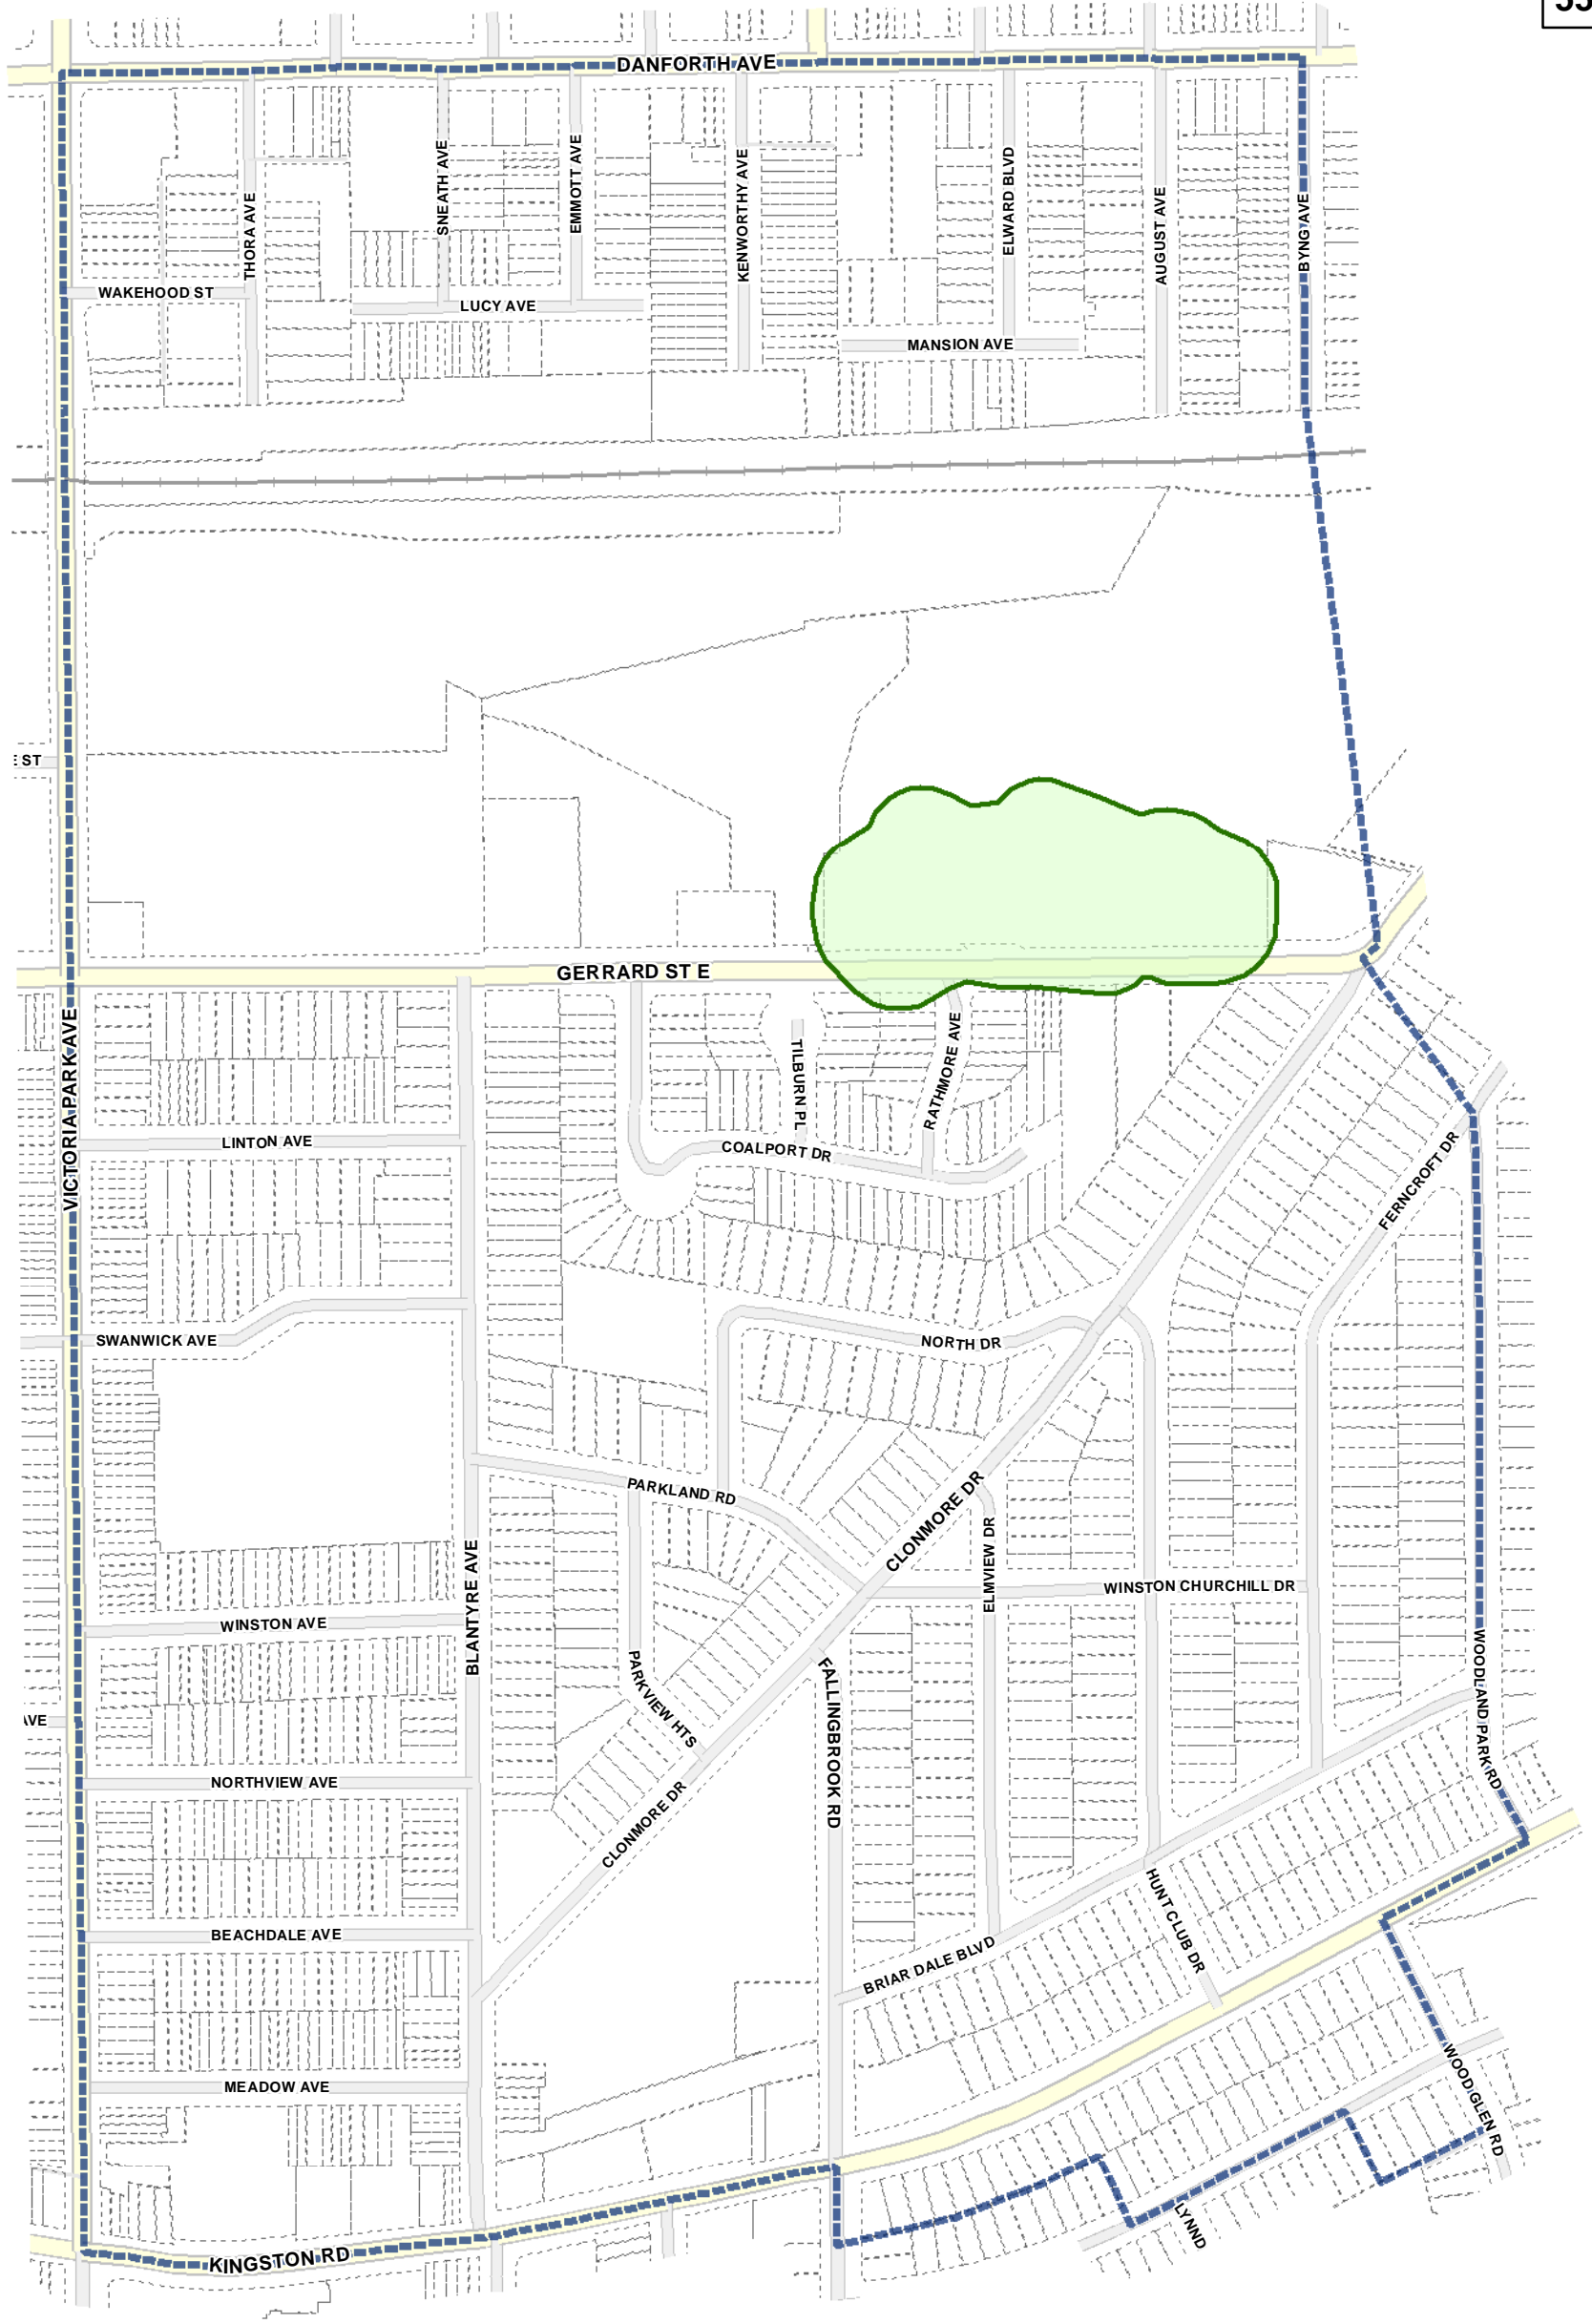 DANFORTH AVE
SNEATH AVE
EMMOTT AVE
KENWORTHY AVE
ELWARD BLVD
THORA AVE
AUGUST AVE
BYNG AVE
WAKEHOOD ST
LUCY AVE
MANSION AVE
E ST
GERRARD ST E
VICTORIA PARK AVE
TILBURN PL
RATHMORE AVE
LINTON AVE
COALPORT DR
FERNCROFT DR
SWANWICK AVE
NORTH DR
PARKLAND RD
CLONMORE DR
ELMVIEW DR
WINSTON CHURCHILL DR
BLANTYRE AVE
WINSTON AVE
PARKVIEW HTS
FALLINGBROOK RD
WOODLAND PARK RD
AVE
NORTHVIEW AVE
CLONMORE DR
BEACHDALE AVE
BRIAR DALE BLVD
HUNT CLUB DR
MEADOW AVE
WOOD GLEN RD
LYNND
KINGSTON RD